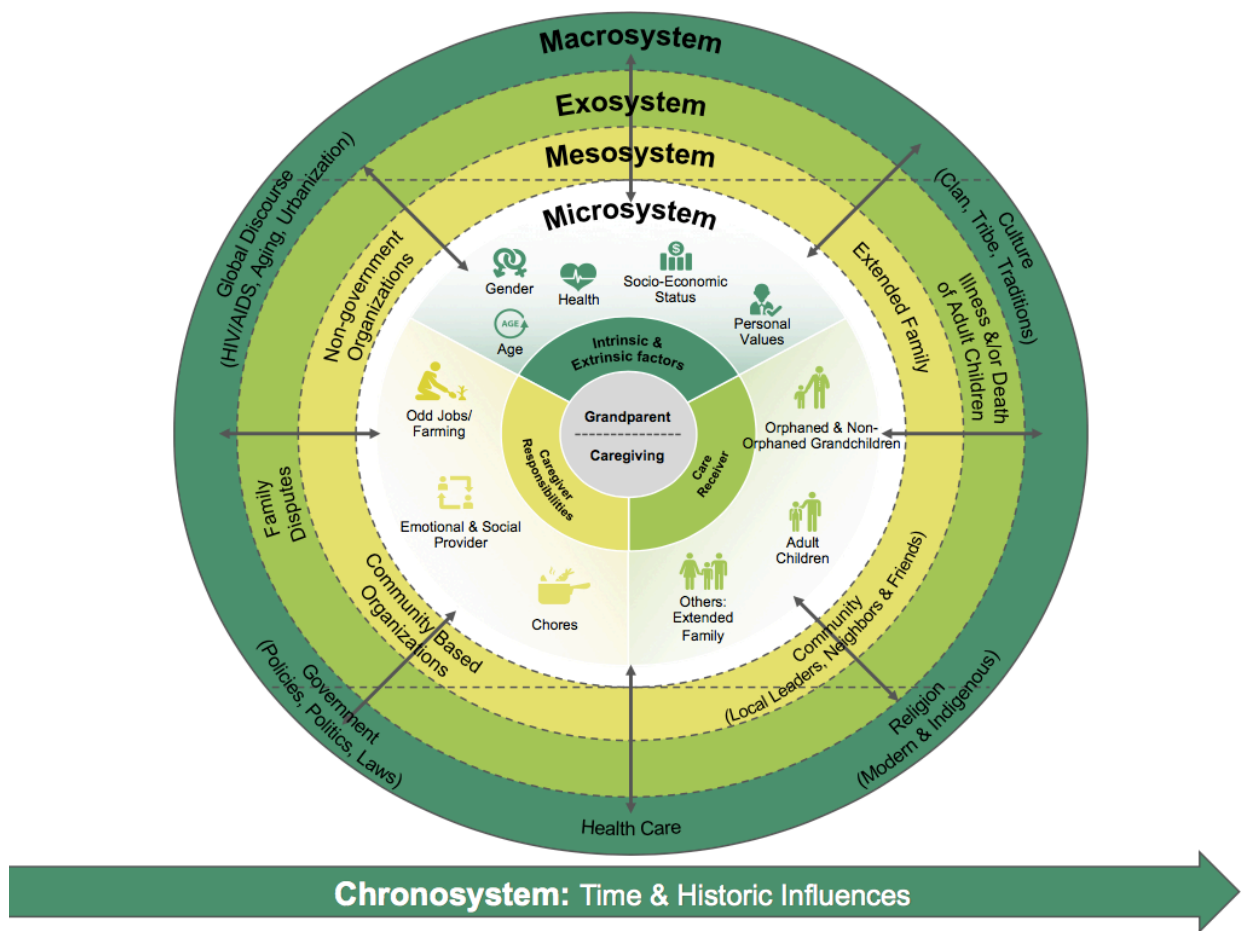 Macrosystem
Exosystem
Mesosystem
Microsystem
Global Discourse
(HIV/AIDS, Aging, Urbanization)
Culture
(Clan, Tribe, Traditions)
Non-government
Organizations
Extended Family
Illness &/or Death
of Adult Children
Gender
Health
$
Socio-Economic
Status
Personal
Values
AGE
Age
Intrinsic &
Extrinsic factors
Grandparent
Caregiving
Caregiver
Responsibilities
Care
Receiver
Odd Jobs/
Farming
Emotional & Social
Provider
Chores
Orphaned & Non-
Orphaned Grandchildren
Adult
Children
Others:
Extended
Family
Family
Disputes
Community Based
Organizations
Community
(Local Leaders, Neighbors & Friends)
Government
(Policies, Politics, Laws)
Religion
(Modern & Indigenous)
Health Care
Chronosystem: Time & Historic Influences